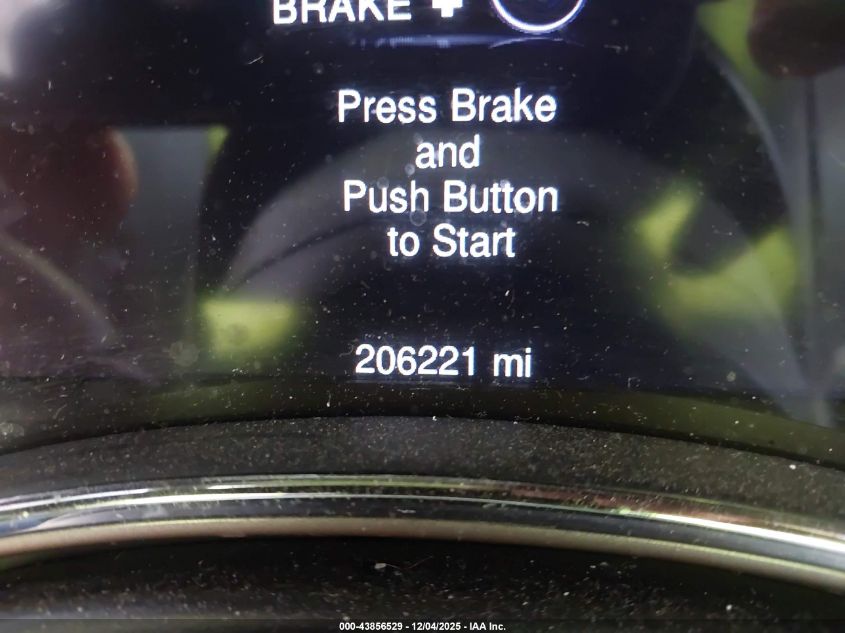 BRAKE +
Press Brake
and
Push Button
to Start
206221 mi
000-43856529 - 12/04/2025 - IAA Inc.